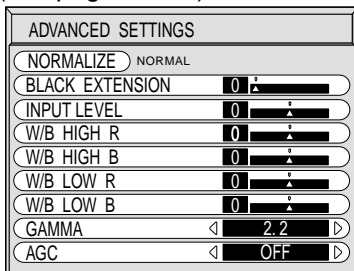 ADVANCED SETTINGS
NORMALIZE NORMAL
BLACK EXTENSION 0
INPUT LEVEL 0
W/B HIGH R 0
W/B HIGH B 0
W/B LOW R 0
W/B LOW B 0
GAMMA 2.2
AGC OFF